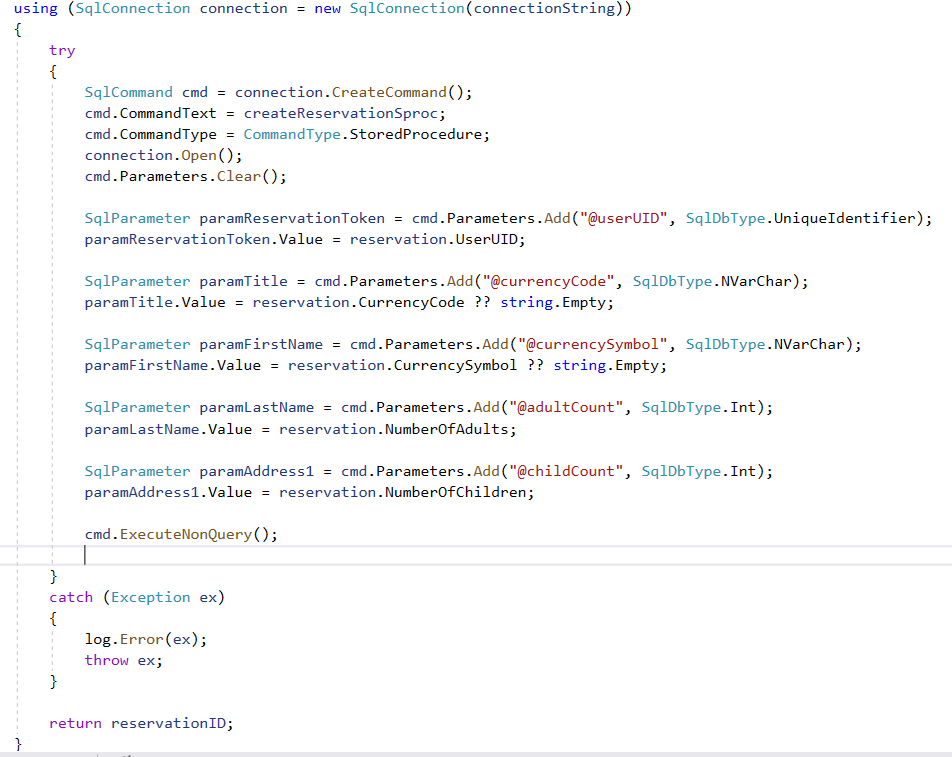 using (SqlConnection connection = new SqlConnection(connectionString))
{
try
{
SqlCommand cmd = connection.CreateCommand();
cmd.CommandText = createReservationSproc;
cmd.CommandType = CommandType.StoredProcedure;
connection.Open();
cmd.Parameters.Clear();
SqlParameter paramReservationToken = cmd.Parameters.Add("@userUID", SqlDbType.UniqueIdentifier);
paramReservationToken.Value = reservation.UserUID;
SqlParameter paramTitle = cmd.Parameters.Add("@currencyCode", SqlDbType.NVarChar);
paramTitle.Value = reservation.CurrencyCode ?? string.Empty;
SqlParameter paramFirstName = cmd.Parameters.Add("@currencySymbol", SqlDbType.NVarChar);
paramFirstName.Value = reservation.CurrencySymbol ?? string.Empty;
SqlParameter paramLastName = cmd.Parameters.Add("@adultCount", SqlDbType.Int);
paramLastName.Value = reservation.NumberOfAdults;
SqlParameter paramAddress1 = cmd.Parameters.Add("@childCount", SqlDbType.Int);
paramAddress1.Value = reservation.NumberOfChildren;
cmd.ExecuteNonQuery();
}
catch (Exception ex)
{
log.Error(ex);
throw ex;
}
return reservationID;
}